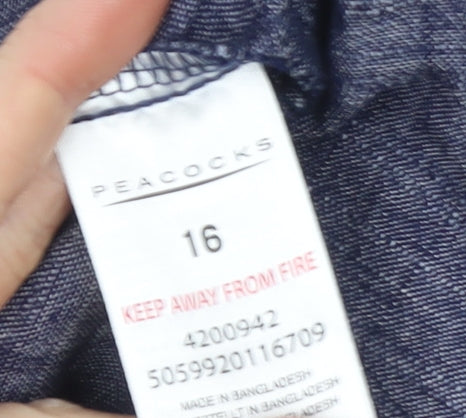 PEACOCKS
16
KEEP AWAY FROM FIRE
4200942
5059920116709
MADE IN BANGLADESH